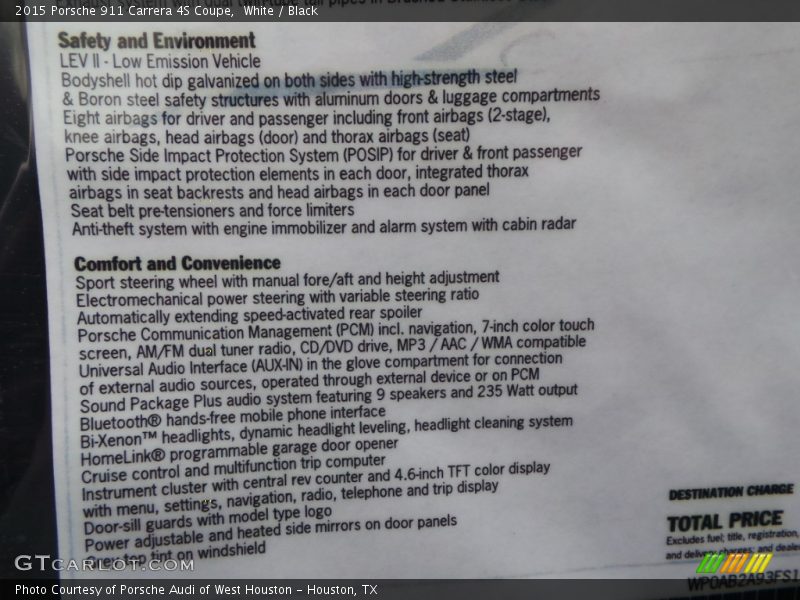 2015 Porsche 911 Carrera 4S Coupe, White / Black
Safety and Environment
LEV II - Low Emission Vehicle
Bodyshell hot dip galvanized on both sides with high-strength steel
& Boron steel safety structures with aluminum doors & luggage compartments
Eight airbags for driver and passenger including front airbags (2-stage),
knee airbags, head airbags (door) and thorax airbags (seat)
Porsche Side Impact Protection System (POSIP) for driver & front passenger
with side impact protection elements in each door, integrated thorax
airbags in seat backrests and head airbags in each door panel
Seat belt pre-tensioners and force limiters
Anti-theft system with engine immobilizer and alarm system with cabin radar
Comfort and Convenience
Sport steering wheel with manual fore/aft and height adjustment
Electromechanical power steering with variable steering ratio
Automatically extending speed-activated rear spoiler
Porsche Communication Management (PCM) incl. navigation, 7-inch color touch
screen, AM/FM dual tuner radio, CD/DVD drive, MP3 / AAC / WMA compatible
Universal Audio Interface (AUX-IN) in the glove compartment for connection
of external audio sources, operated through external device or on PCM
Sound Package Plus audio system featuring 9 speakers and 235 Watt output
Bluetooth® hands-free mobile phone interface
Bi-Xenon™ headlights, dynamic headlight leveling, headlight cleaning system
HomeLink® programmable garage door opener
Cruise control and multifunction trip computer
Instrument cluster with central rev counter and 4.6-inch TFT color display
with menu, settings, navigation, radio, telephone and trip display
Door-sill guards with model type logo
Power adjustable and heated side mirrors on door panels
Grey top tint on windshield
DESTINATION CHARGE
TOTAL PRICE
Excludes fuel, title, registration,
and delivery charges; and
WP0AB2A93FS1
GTCARLOT.COM
Photo Courtesy of Porsche Audi of West Houston - Houston, TX